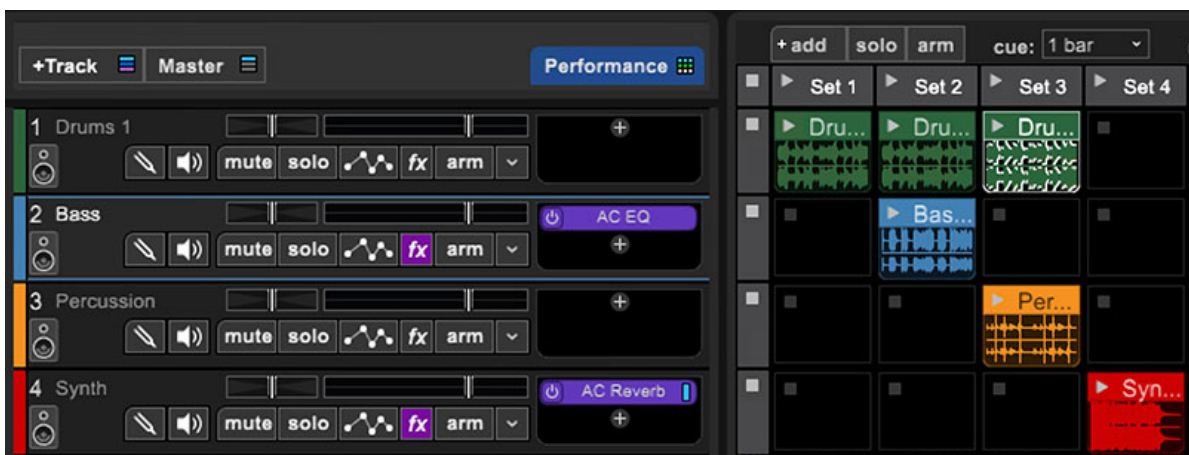 + add solo arm cue: 1 bar
+Track Master Performance
Set 1 Set 2 Set 3 Set 4
1 Drums 1
Dru... Dru... Dru...
mute solo fx arm
2 Bass AC EQ
Bas...
mute solo fx arm
3 Percussion
Per...
mute solo fx arm
4 Synth AC Reverb
Syn...
mute solo fx arm